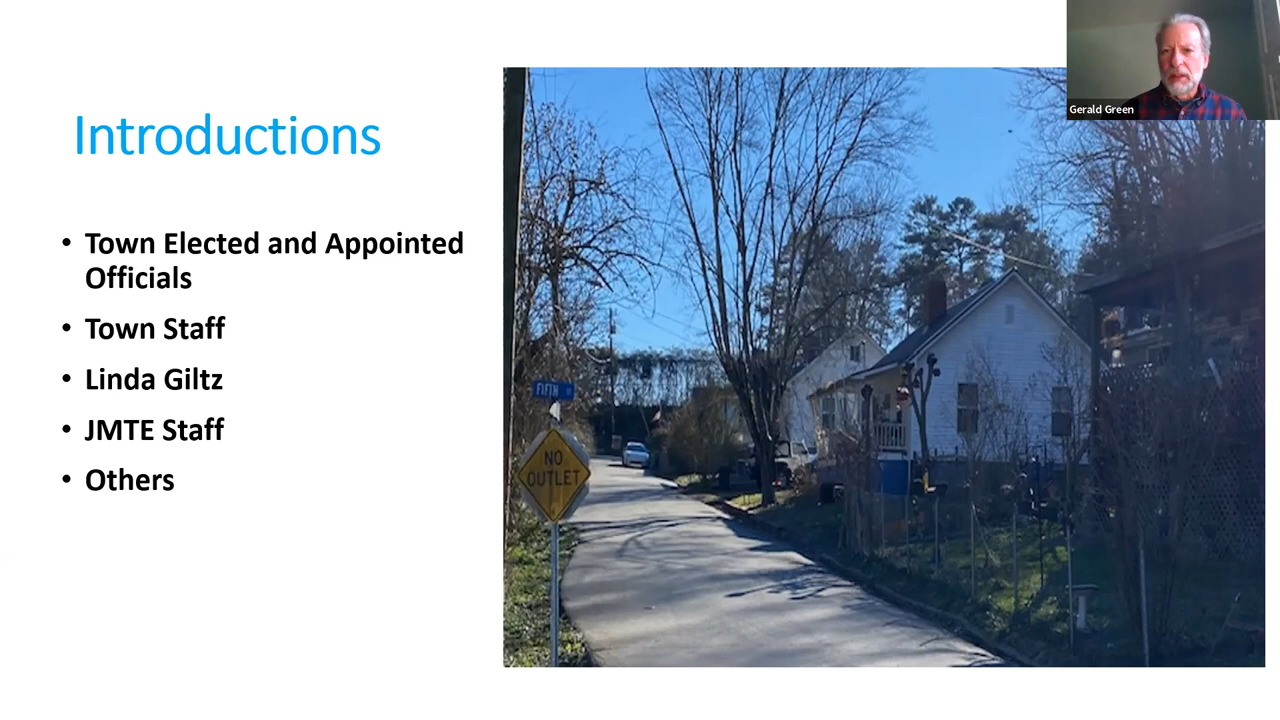 Gerald Green
Introductions
• Town Elected and Appointed
Officials
• Town Staff
• Linda Giltz
• JMTE Staff
• Others
FIFTH
NO
OUTLET